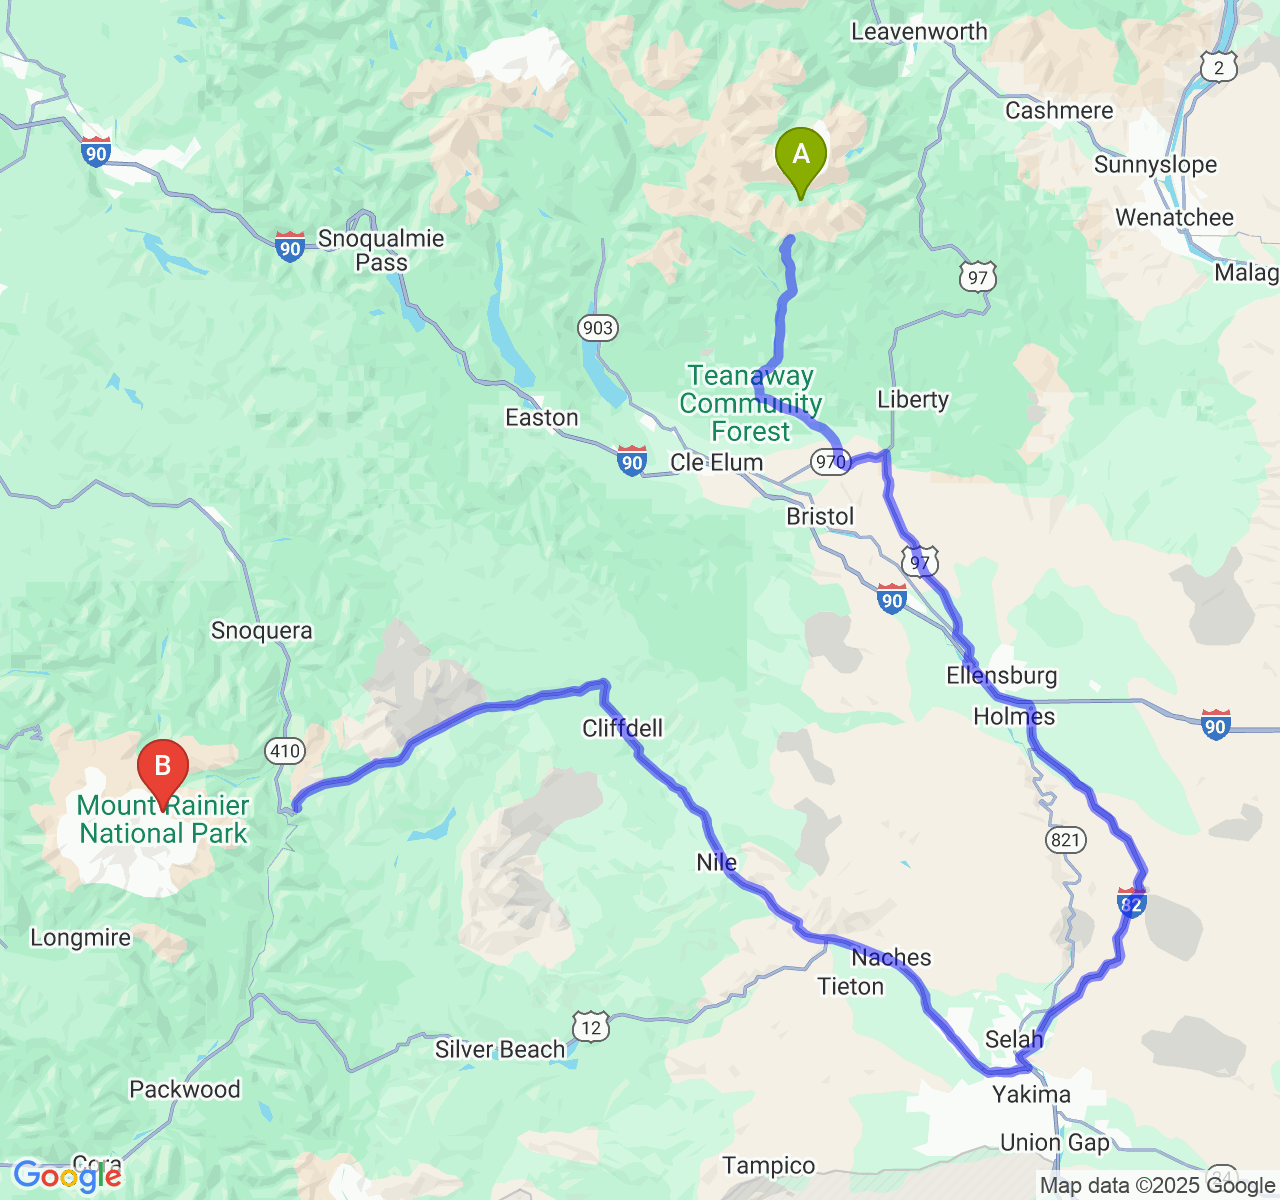 Leavenworth
2
Cashmere
90
A
Sunnyslope
Wenatchee
Snoqualmie
Pass
90
97
Malag
903
Teanaway
Community
Forest
Liberty
Easton
90
Cle Elum
970
Bristol
97
90
Snoquera
Ellensburg
Holmes
90
Cliffdell
410
B
Mount Rainier
National Park
821
Nile
82
Longmire
Naches
Tieton
12
Selah
Silver Beach
Packwood
Yakima
Union Gap
Cora
Tampico
24
Google
Map data ©2025 Google